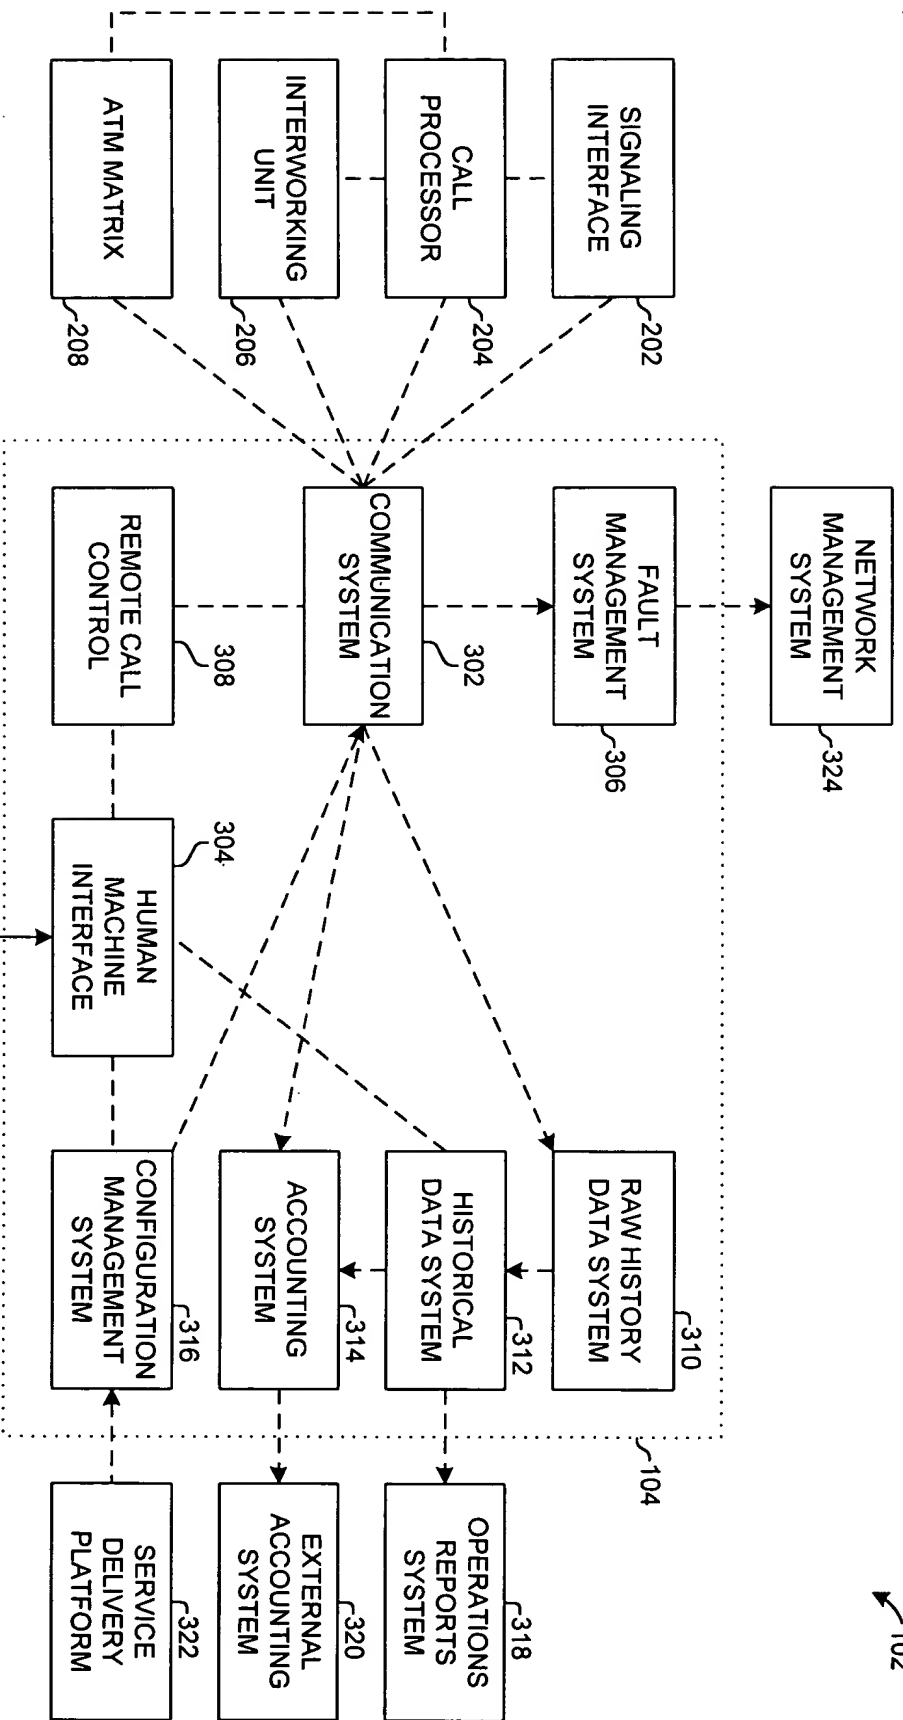 102
NETWORK
MANAGEMENT
SYSTEM
324
104
SIGNALING
INTERFACE
202
FAULT
MANAGEMENT
SYSTEM
306
RAW HISTORY
DATA SYSTEM
310
CALL
PROCESSOR
204
HISTORICAL
DATA SYSTEM
312
OPERATIONS
REPORTS
SYSTEM
318
COMMUNICATION
SYSTEM
302
INTERWORKING
UNIT
206
ACCOUNTING
SYSTEM
314
EXTERNAL
ACCOUNTING
SYSTEM
320
ATM MATRIX
208
REMOTE CALL
CONTROL
308
HUMAN
MACHINE
INTERFACE
304
CONFIGURATION
MANAGEMENT
SYSTEM
316
SERVICE
DELIVERY
PLATFORM
322